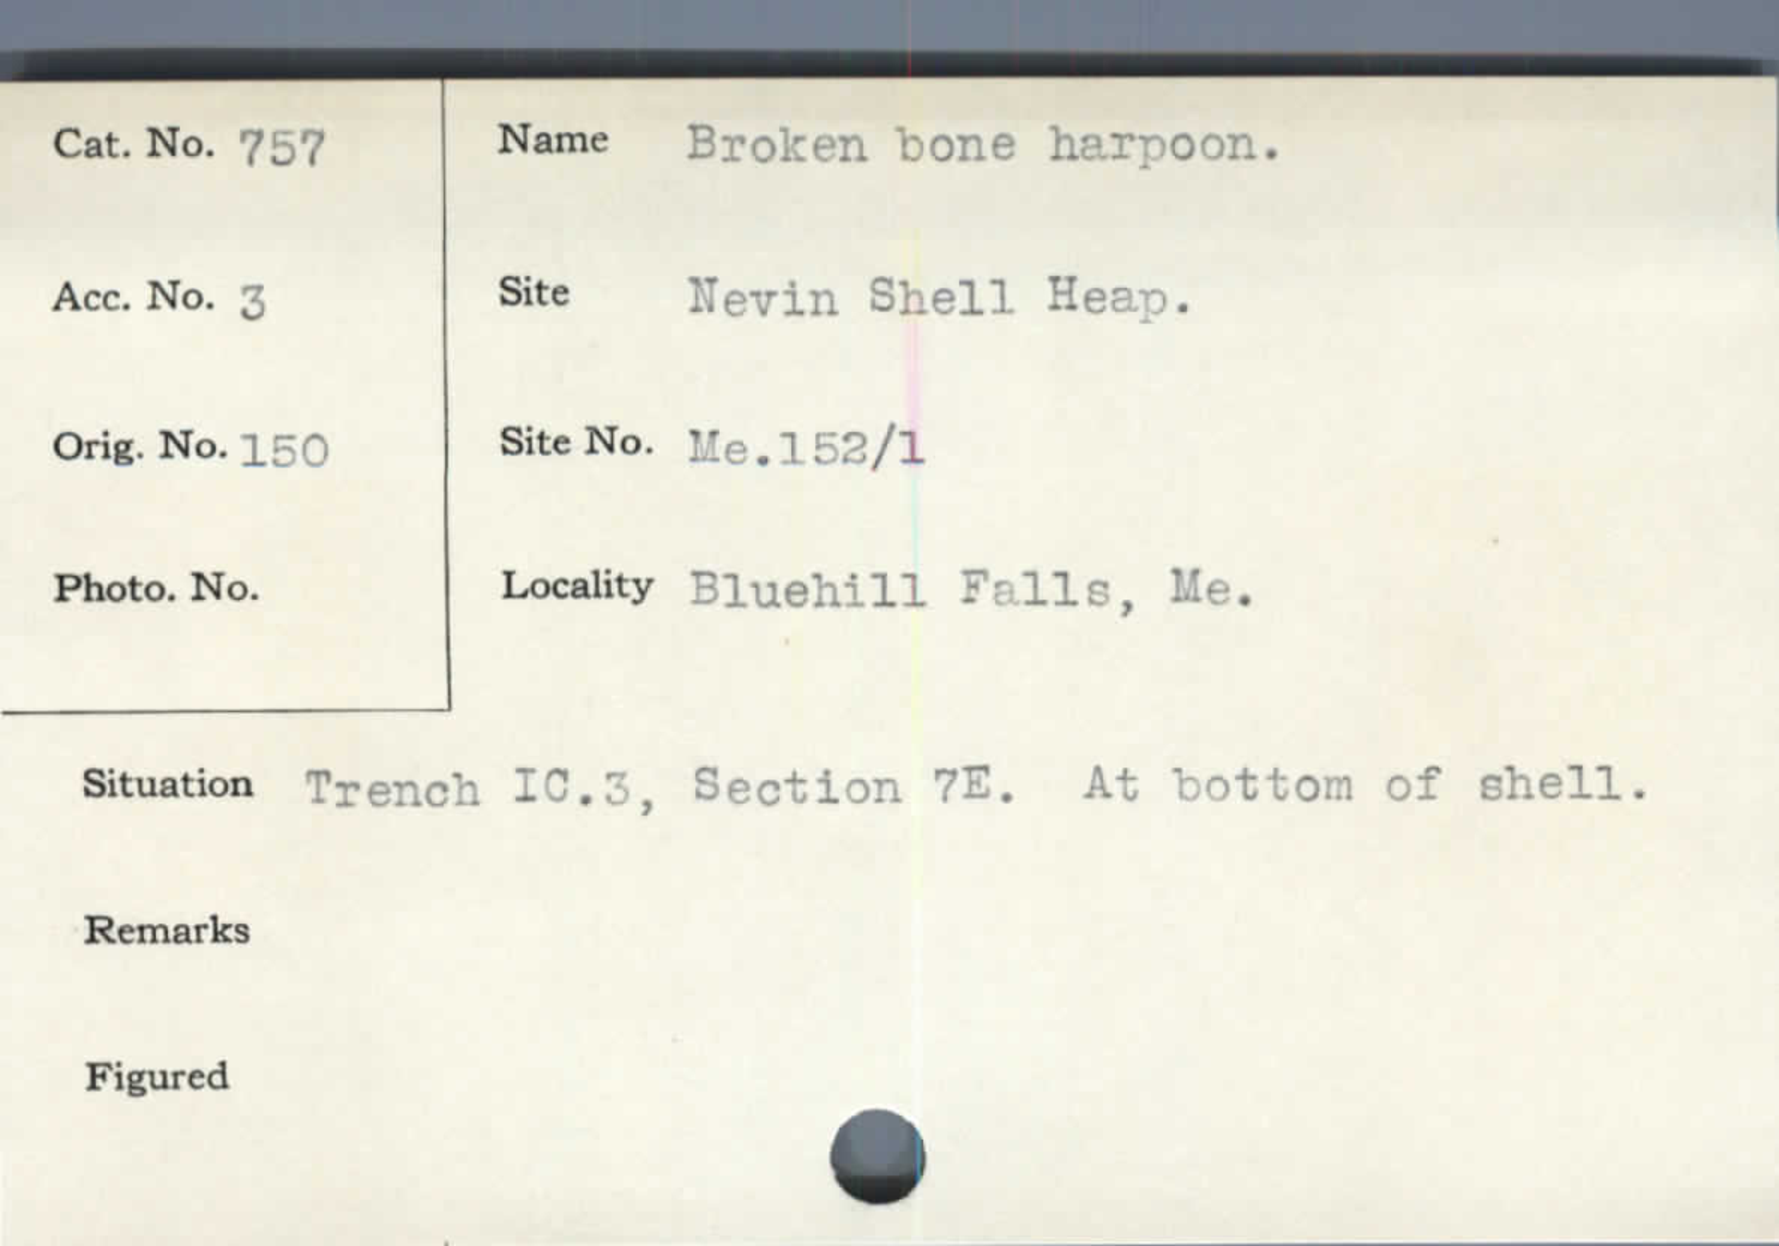 Cat. No. 757
Name Broken bone harpoon.
Acc. No. 3
Site Nevin Shell Heap.
Orig. No. 150
Site No. Me.152/1
Photo. No.
Locality Bluehill Falls, Me.
Situation Trench IC.3, Section 7E. At bottom of shell.
Remarks
Figured